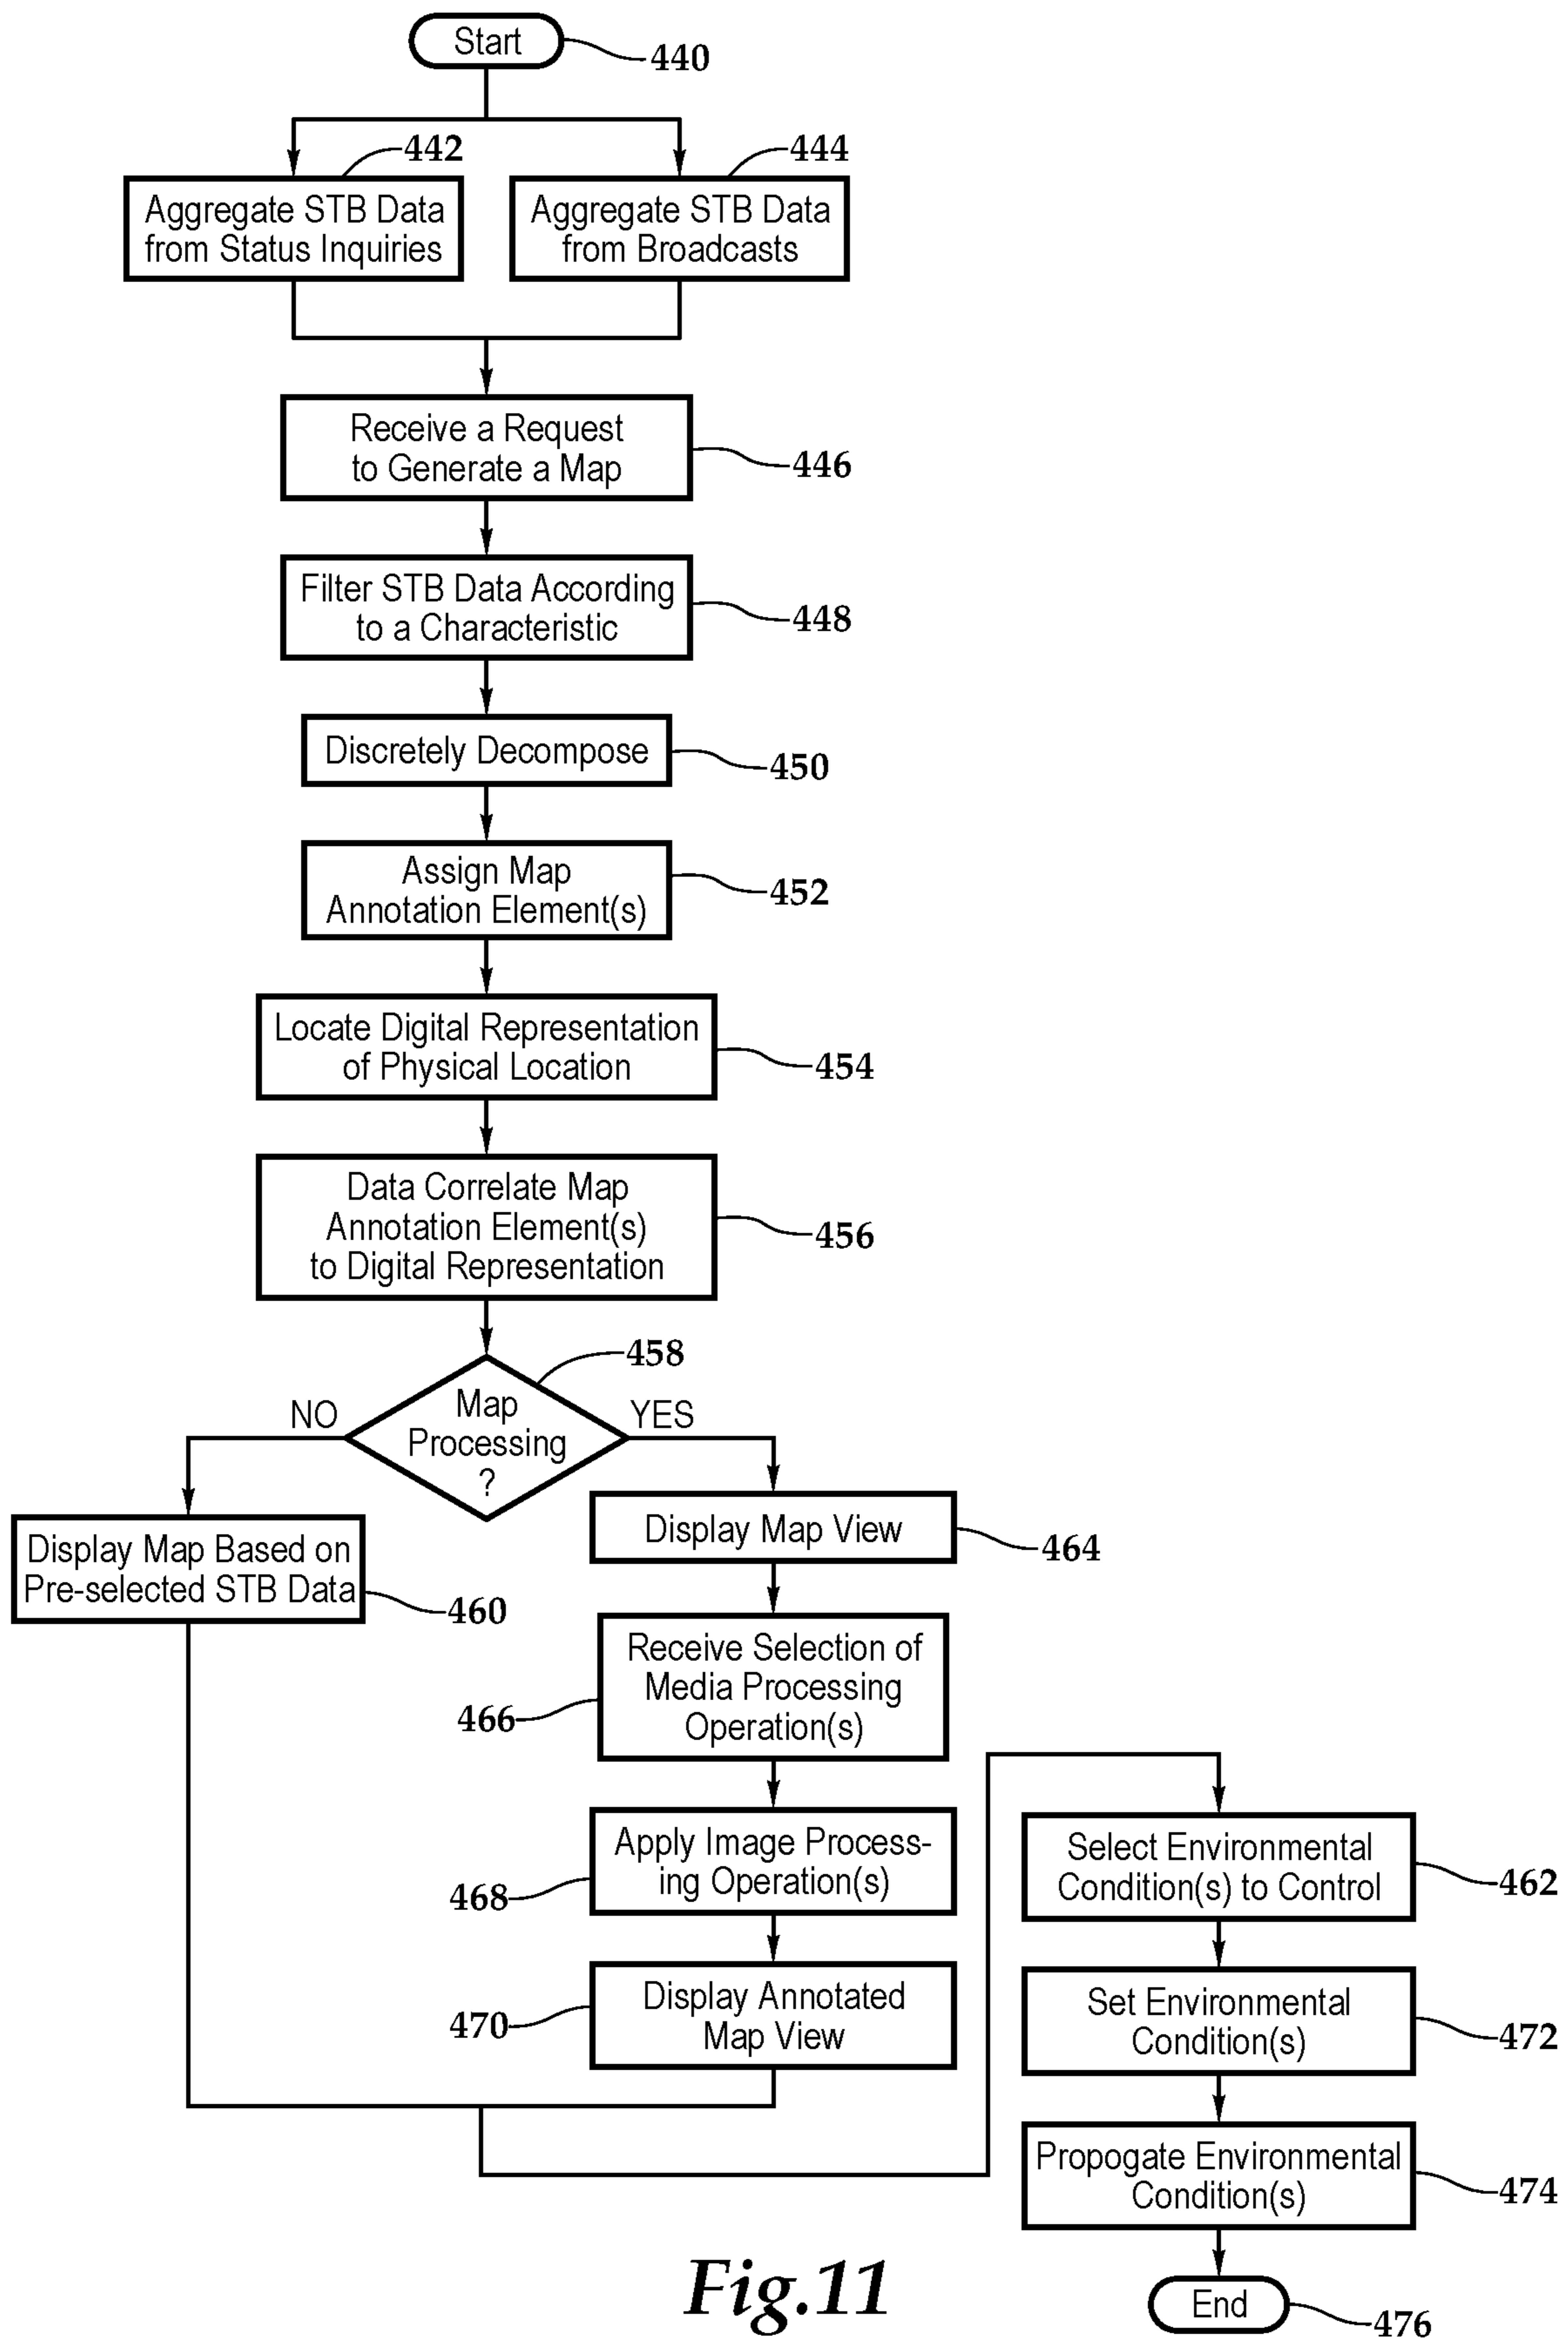 Start
440
442
444
Aggregate STB Data
from Status Inquiries
Aggregate STB Data
from Broadcasts
Receive a Request
to Generate a Map
446
Filter STB Data According
to a Characteristic
448
Discretely Decompose
450
Assign Map
Annotation Element(s)
452
Locate Digital Representation
of Physical Location
454
Data Correlate Map
Annotation Element(s)
to Digital Representation
456
458
NO
Map
Processing
?
YES
Display Map Based on
Pre-selected STB Data
460
Display Map View
464
Receive Selection of
Media Processing
Operation(s)
466
Apply Image Process-
ing Operation(s)
468
Display Annotated
Map View
470
Select Environmental
Condition(s) to Control
462
Set Environmental
Condition(s)
472
Propogate Environmental
Condition(s)
474
End
476
Fig.11